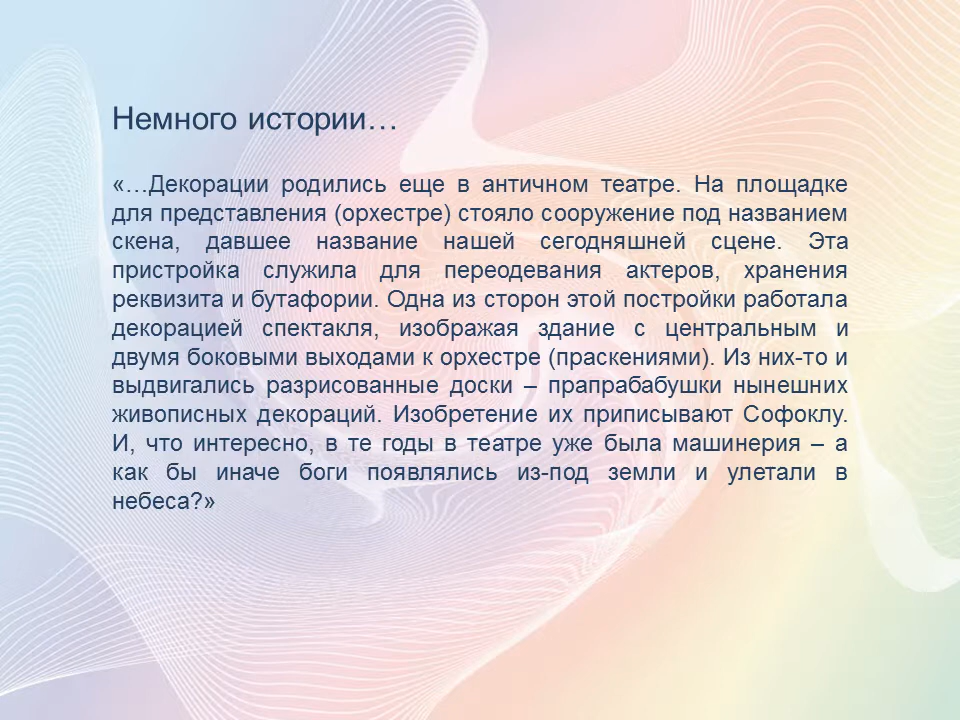 Немного истории…
«…Декорации родились еще в античном театре. На площадке
для представления (орхестре) стояло сооружение под названием
скена, давшее название нашей сегодняшней сцене. Эта
пристройка служила для переодевания актеров, хранения
реквизита и бутафории. Одна из сторон этой постройки работала
декорацией спектакля, изображая здание с центральным и
двумя боковыми выходами к орхестре (праскениями). Из них-то и
выдвигались разрисованные доски – прапрабабушки нынешних
живописных декораций. Изобретение их приписывают Софоклу.
И, что интересно, в те годы в театре уже была машинерия – а
как бы иначе боги появлялись из-под земли и улетали в
небеса?»